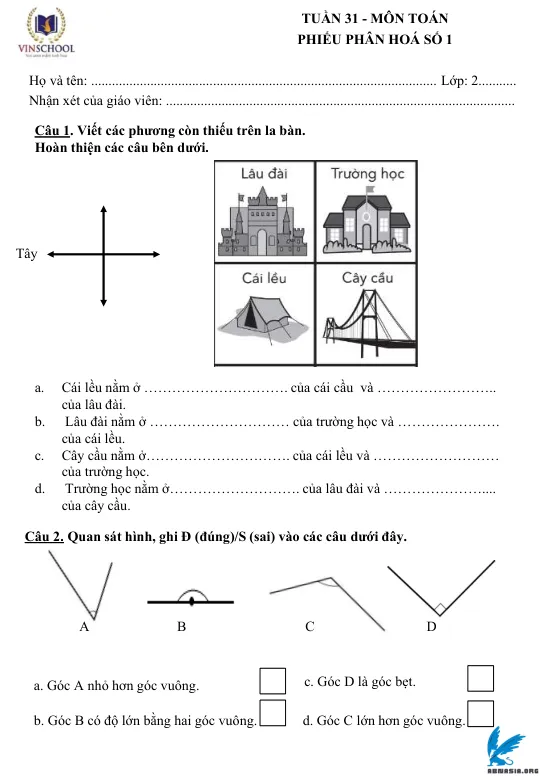 VINSCHOOL
TUẦN 31 - MÔN TOÁN
PHIẾU PHÂN HOÁ SỐ 1
Họ và tên: .................................................................................................... Lớp: 2...........
Nhận xét của giáo viên: .....................................................................................................
Câu 1. Viết các phương còn thiếu trên la bàn.
Hoàn thiện các câu bên dưới.
Tây
Lâu đài
Trường học
Cái lều
Cây cầu
a. Cái lều nằm ở …………………………. của cái cầu và ……………………..
của lâu đài.
b. Lâu đài nằm ở ………………………… của trường học và …………………
của cái lều.
c. Cây cầu nằm ở…………………………. của cái lều và ………………………
của trường học.
d. Trường học nằm ở………………………. của lâu đài và …………………....
của cây cầu.
Câu 2. Quan sát hình, ghi Đ (đúng)/S (sai) vào các câu dưới đây.
A
B
C
D
a. Góc A nhỏ hơn góc vuông.
c. Góc D là góc bẹt.
b. Góc B có độ lớn bằng hai góc vuông.
d. Góc C lớn hơn góc vuông.
ABMASIA.ORG